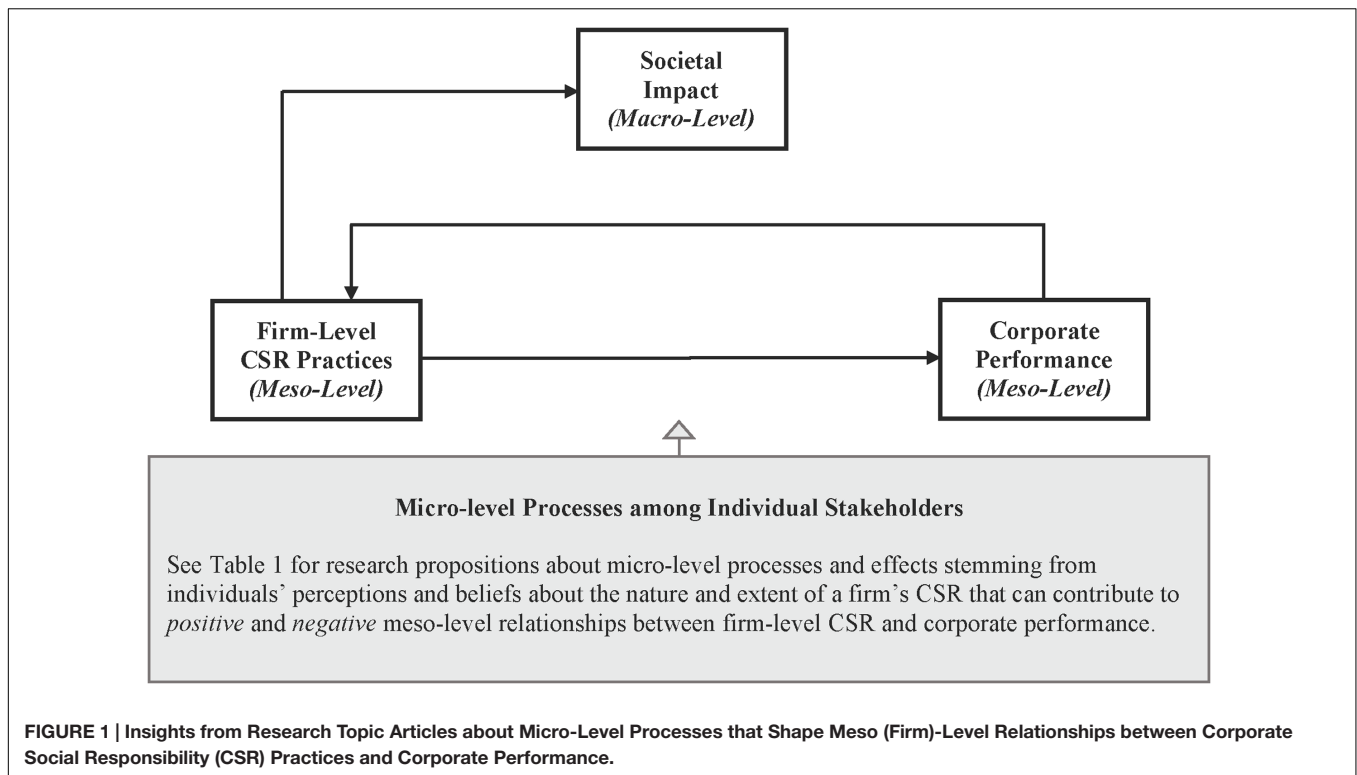 Societal
Impact
(Macro-Level)
Firm-Level
CSR Practices
(Meso-Level)
Corporate
Performance
(Meso-Level)
Micro-level Processes among Individual Stakeholders
See Table 1 for research propositions about micro-level processes and effects stemming from
individuals’ perceptions and beliefs about the nature and extent of a firm’s CSR that can contribute to
positive and negative meso-level relationships between firm-level CSR and corporate performance.
FIGURE 1 | Insights from Research Topic Articles about Micro-Level Processes that Shape Meso (Firm)-Level Relationships between Corporate
Social Responsibility (CSR) Practices and Corporate Performance.